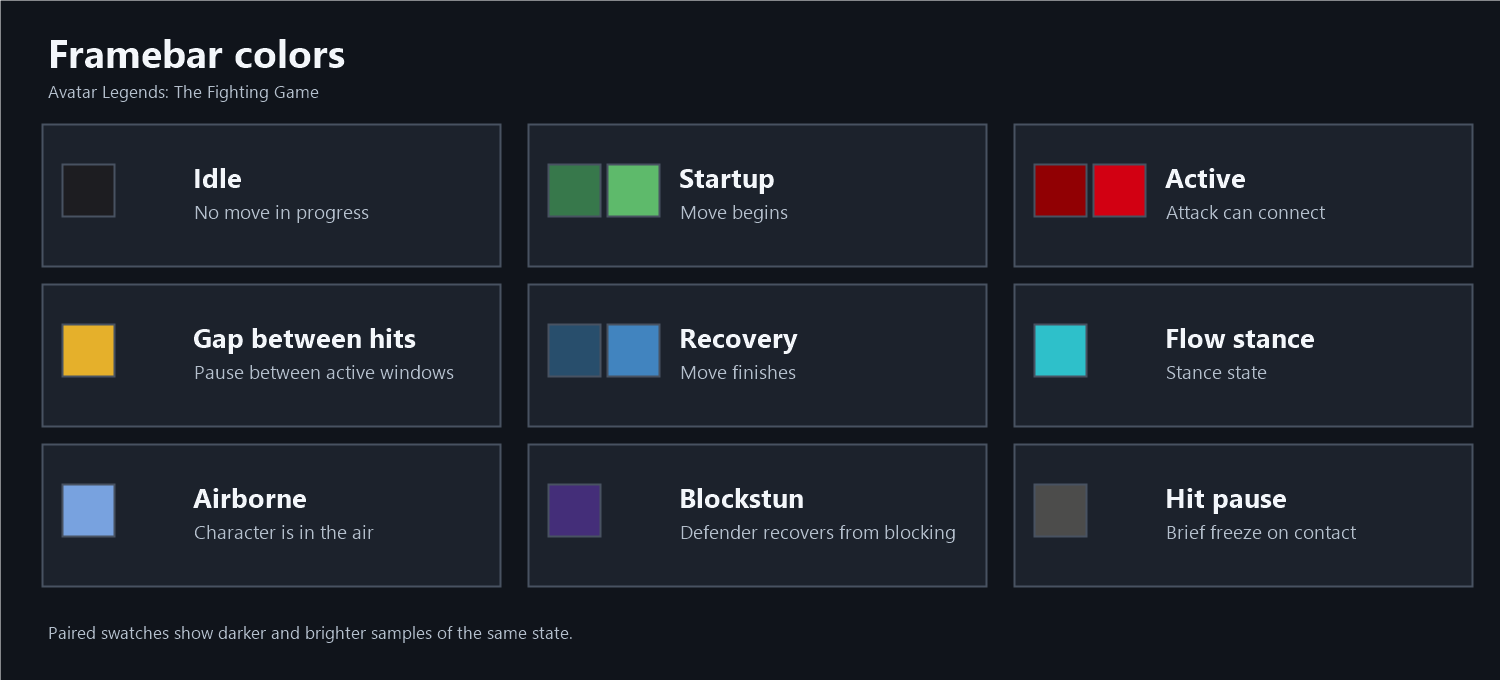 Framebar colors
Avatar Legends: The Fighting Game
Idle
No move in progress
Startup
Move begins
Active
Attack can connect
Gap between hits
Pause between active windows
Recovery
Move finishes
Flow stance
Stance state
Airborne
Character is in the air
Blockstun
Defender recovers from blocking
Hit pause
Brief freeze on contact
Paired swatches show darker and brighter samples of the same state.